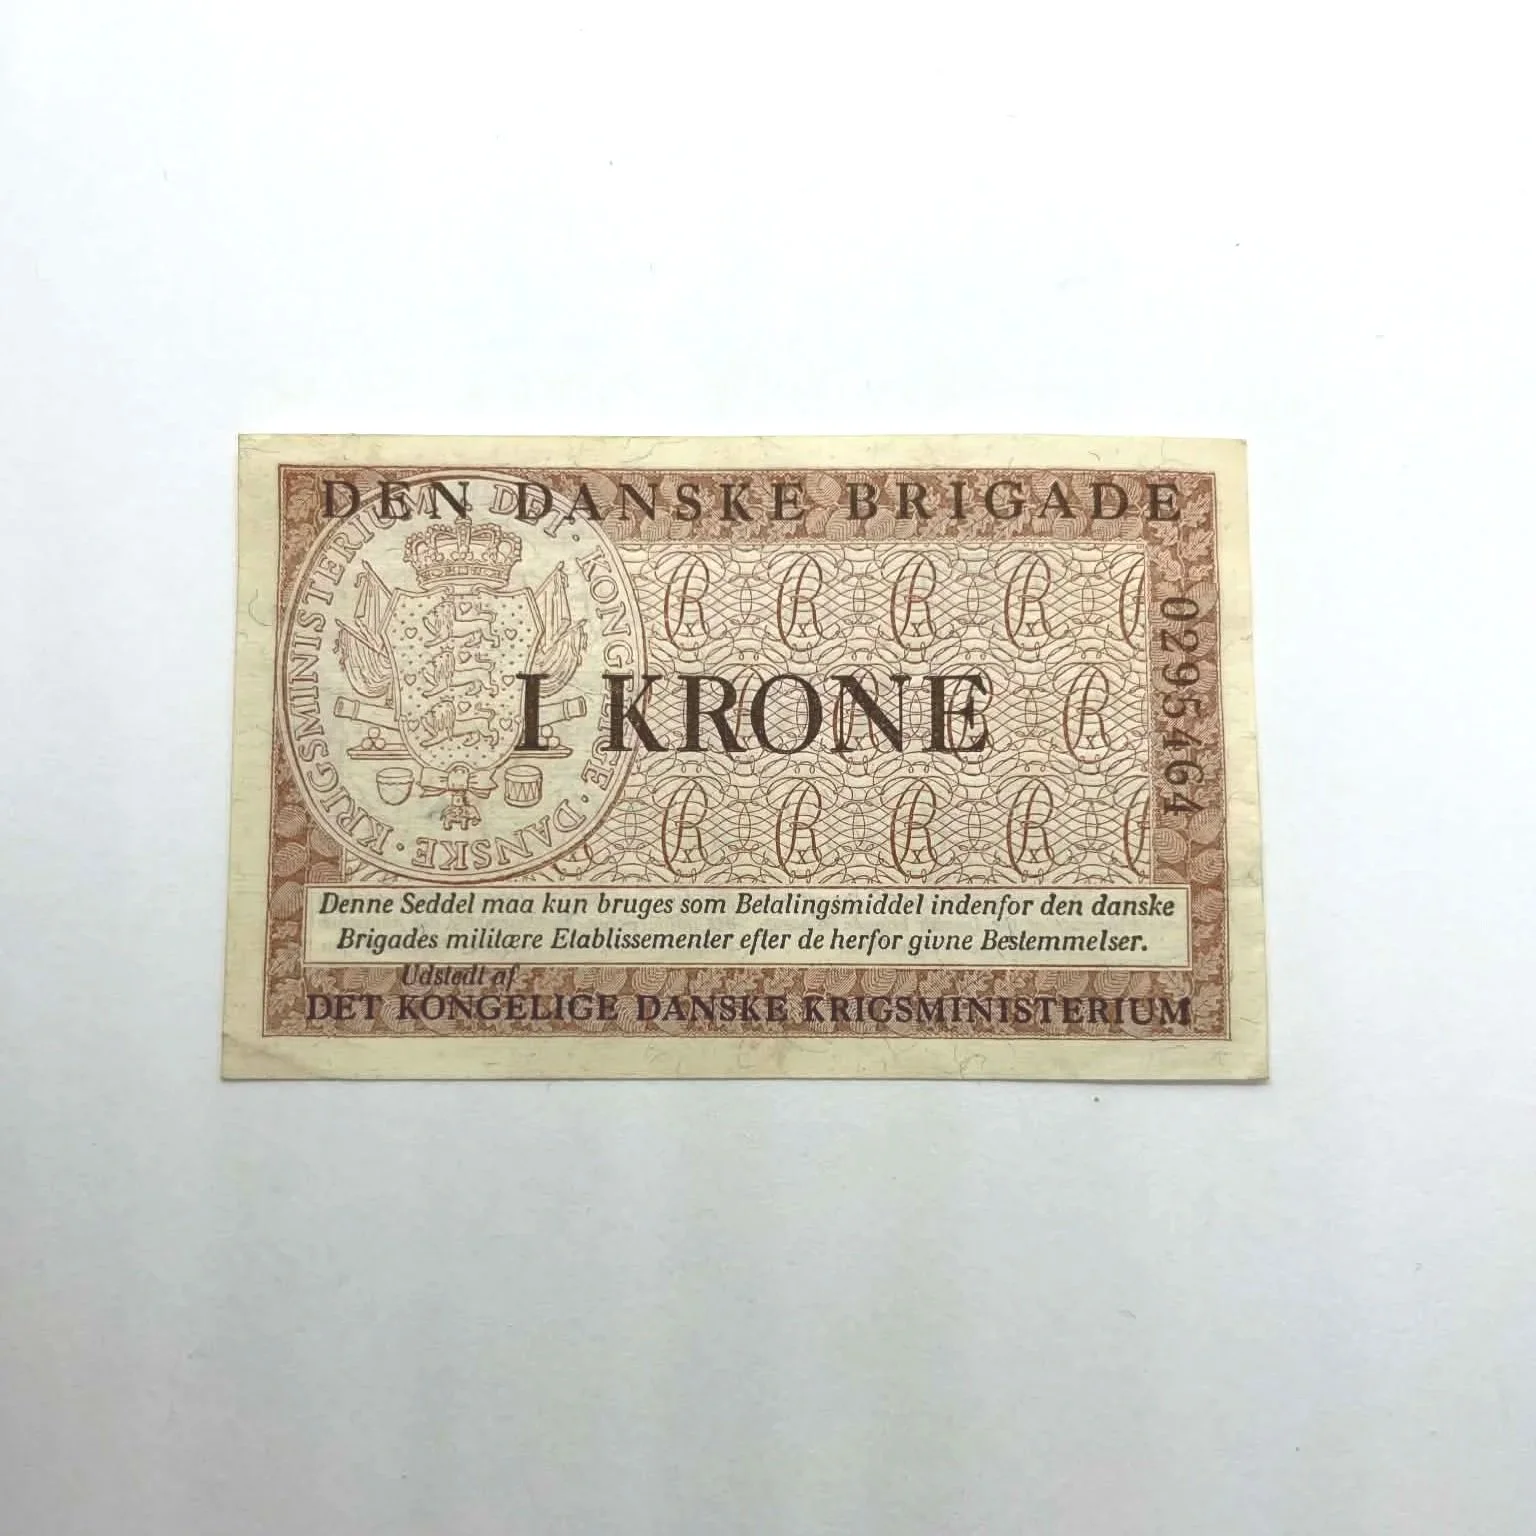 DEN DANSKE BRIGADE
DET · KONGELIGE · DANSKE · KRIGSMINISTERIUM
1 KRONE
0295464
Denne Seddel maa kun bruges som Betalingsmiddel indenfor den danske
Brigades militære Etablissementer efter de herfor givne Bestemmelser.
Udstedt af
DET KONGELIGE DANSKE KRIGSMINISTERIUM